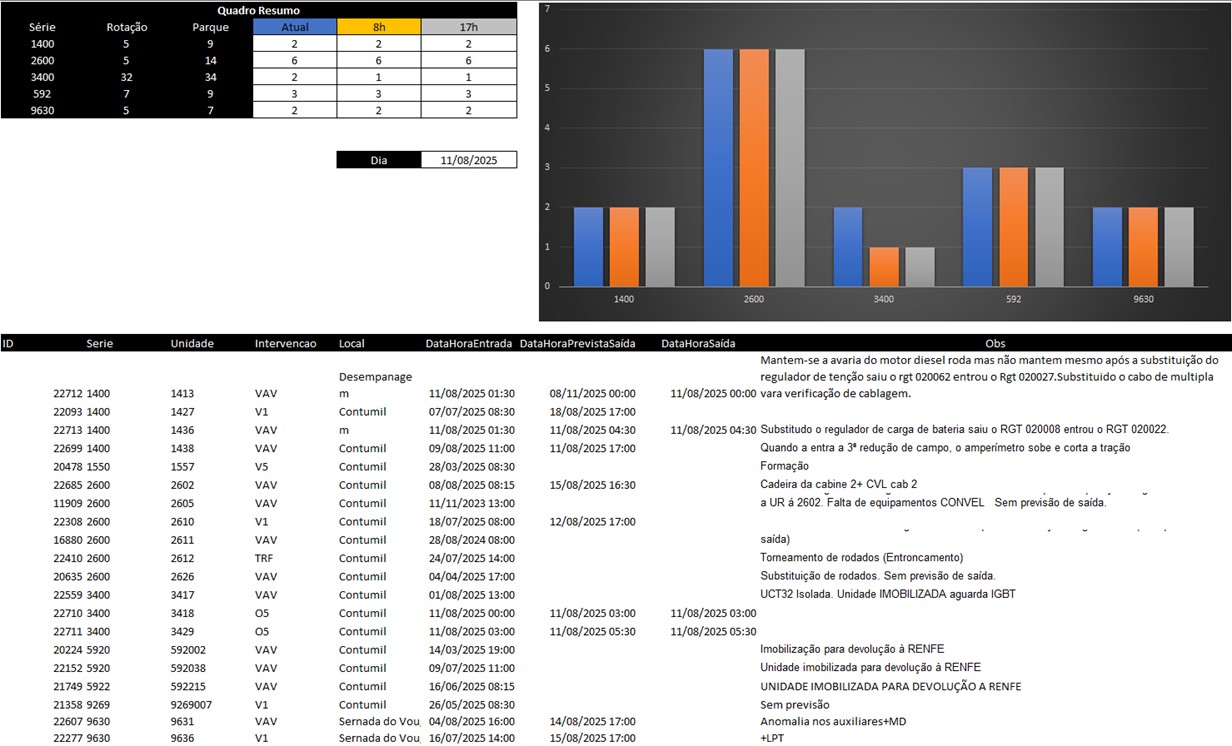 Quadro Resumo
Série Rotação Parque Atual 8h 17h
1400 5 9 2 2 2
2600 5 14 6 6 6
3400 32 34 2 1 1
592 7 9 3 3 3
9630 5 7 2 2 2
Dia 11/08/2025
7
6
5
4
3
2
1
0
1400 2600 3400 592 9630
ID Serie Unidade Intervencao Local DataHoraEntrada DataHoraPrevistaSaída DataHoraSaída Obs
Mantem-se a avaria do motor diesel roda mas não mantem mesmo após a substituição do
Desempanage regulador de tenção saiu o rgt 020062 entrou o Rgt 020027.Substituido o cabo de multipla
22712 1400 1413 VAV m 11/08/2025 01:30 08/11/2025 00:00 11/08/2025 00:00 vara verificação de cablagem.
22093 1400 1427 V1 Contumil 07/07/2025 08:30 18/08/2025 17:00
22713 1400 1436 VAV m 11/08/2025 01:30 11/08/2025 04:30 11/08/2025 04:30 Substitudo o regulador de carga de bateria saiu o RGT 020008 entrou o RGT 020022.
22699 1400 1438 VAV Contumil 09/08/2025 11:00 11/08/2025 17:00 Quando a entra a 3ª redução de campo, o amperímetro sobe e corta a tração
20478 1550 1557 V5 Contumil 28/03/2025 08:30 Formação
22685 2600 2602 VAV Contumil 08/08/2025 08:15 15/08/2025 16:30 Cadeira da cabine 2+ CVL cab 2
11909 2600 2605 VAV Contumil 11/11/2023 13:00 a UR á 2602. Falta de equipamentos CONVEL Sem previsão de saída.
22308 2600 2610 V1 Contumil 18/07/2025 08:00 12/08/2025 17:00
16880 2600 2611 VAV Contumil 28/08/2024 08:00 saída)
22410 2600 2612 TRF Contumil 24/07/2025 14:00 Torneamento de rodados (Entroncamento)
20635 2600 2626 VAV Contumil 04/04/2025 17:00 Substituição de rodados. Sem previsão de saída.
22559 3400 3417 VAV Contumil 01/08/2025 13:00 UCT32 Isolada. Unidade IMOBILIZADA aguarda IGBT
22710 3400 3418 O5 Contumil 11/08/2025 00:00 11/08/2025 03:00 11/08/2025 03:00
22711 3400 3429 O5 Contumil 11/08/2025 03:00 11/08/2025 05:30 11/08/2025 05:30
20224 5920 592002 VAV Contumil 14/03/2025 19:00 Imobilização para devolução à RENFE
22152 5920 592038 VAV Contumil 09/07/2025 11:00 Unidade imobilizada para devolução à RENFE
21749 5922 592215 VAV Contumil 16/06/2025 08:15 UNIDADE IMOBILIZADA PARA DEVOLUÇÃO A RENFE
21358 9269 9269007 V1 Contumil 26/05/2025 08:30 Sem previsão
22607 9630 9631 VAV Sernada do Vou 04/08/2025 16:00 14/08/2025 17:00 Anomalia nos auxiliares+MD
22277 9630 9636 V1 Sernada do Vou 16/07/2025 14:00 15/08/2025 17:00 +LPT